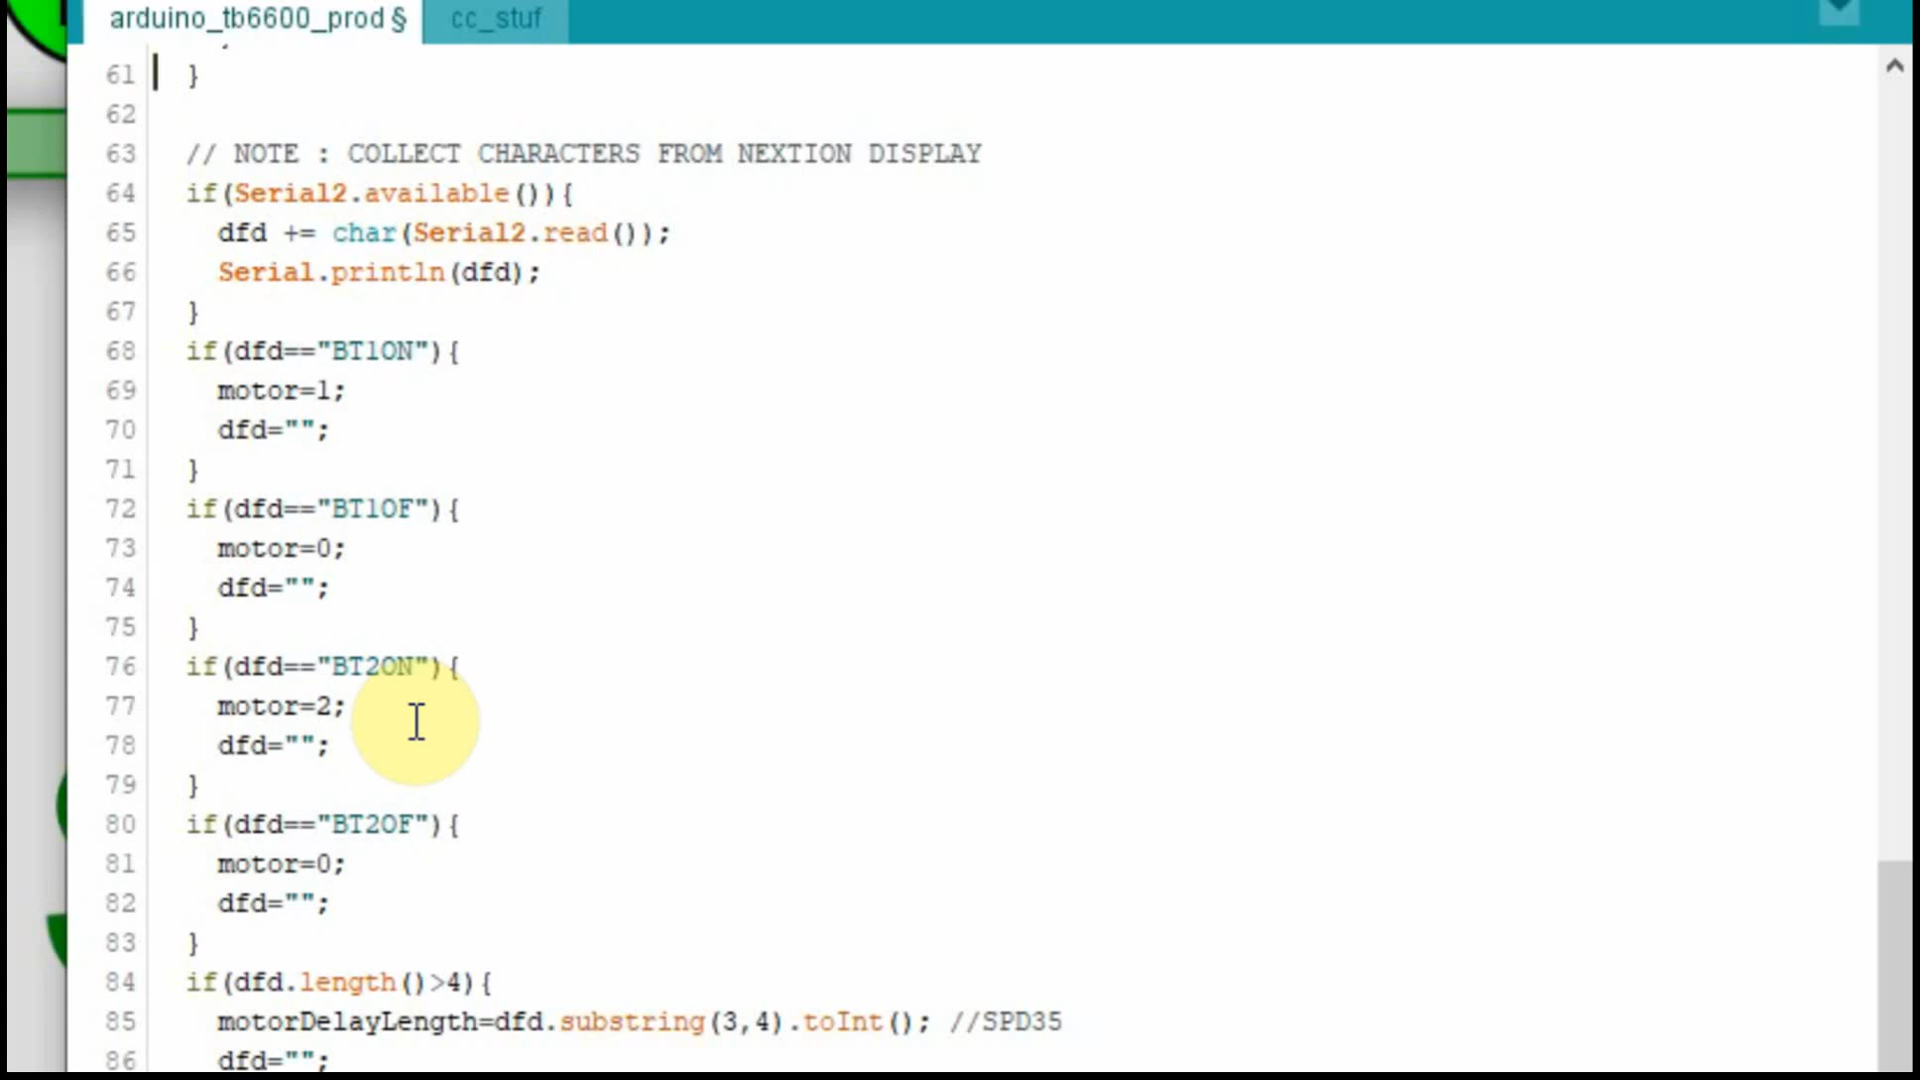 arduino_tb6600_prod § cc_stuf
61 }
62
63 // NOTE : COLLECT CHARACTERS FROM NEXTION DISPLAY
64 if(Serial2.available()){
65 dfd += char(Serial2.read());
66 Serial.println(dfd);
67 }
68 if(dfd=="BT1ON"){
69 motor=1;
70 dfd="";
71 }
72 if(dfd=="BT1OF"){
73 motor=0;
74 dfd="";
75 }
76 if(dfd=="BT2ON"){
77 motor=2;
78 dfd="";
79 }
80 if(dfd=="BT2OF"){
81 motor=0;
82 dfd="";
83 }
84 if(dfd.length()>4){
85 motorDelayLength=dfd.substring(3,4).toInt(); //SPD35
86 dfd="";